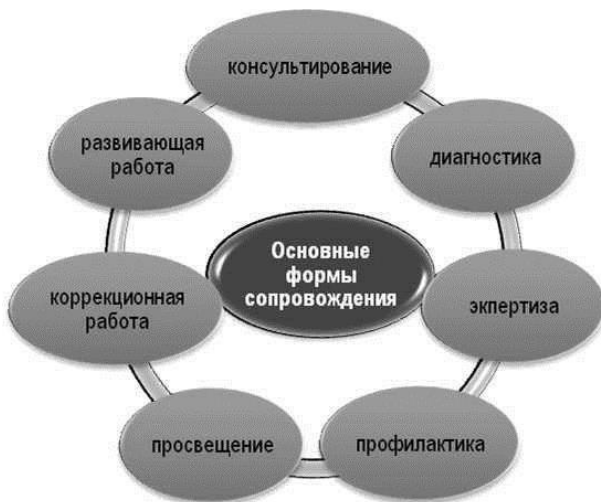 консультирование
диагностика
экпертиза
профилактика
просвещение
коррекционная
работа
развивающая
работа
Основные
формы
сопровождения